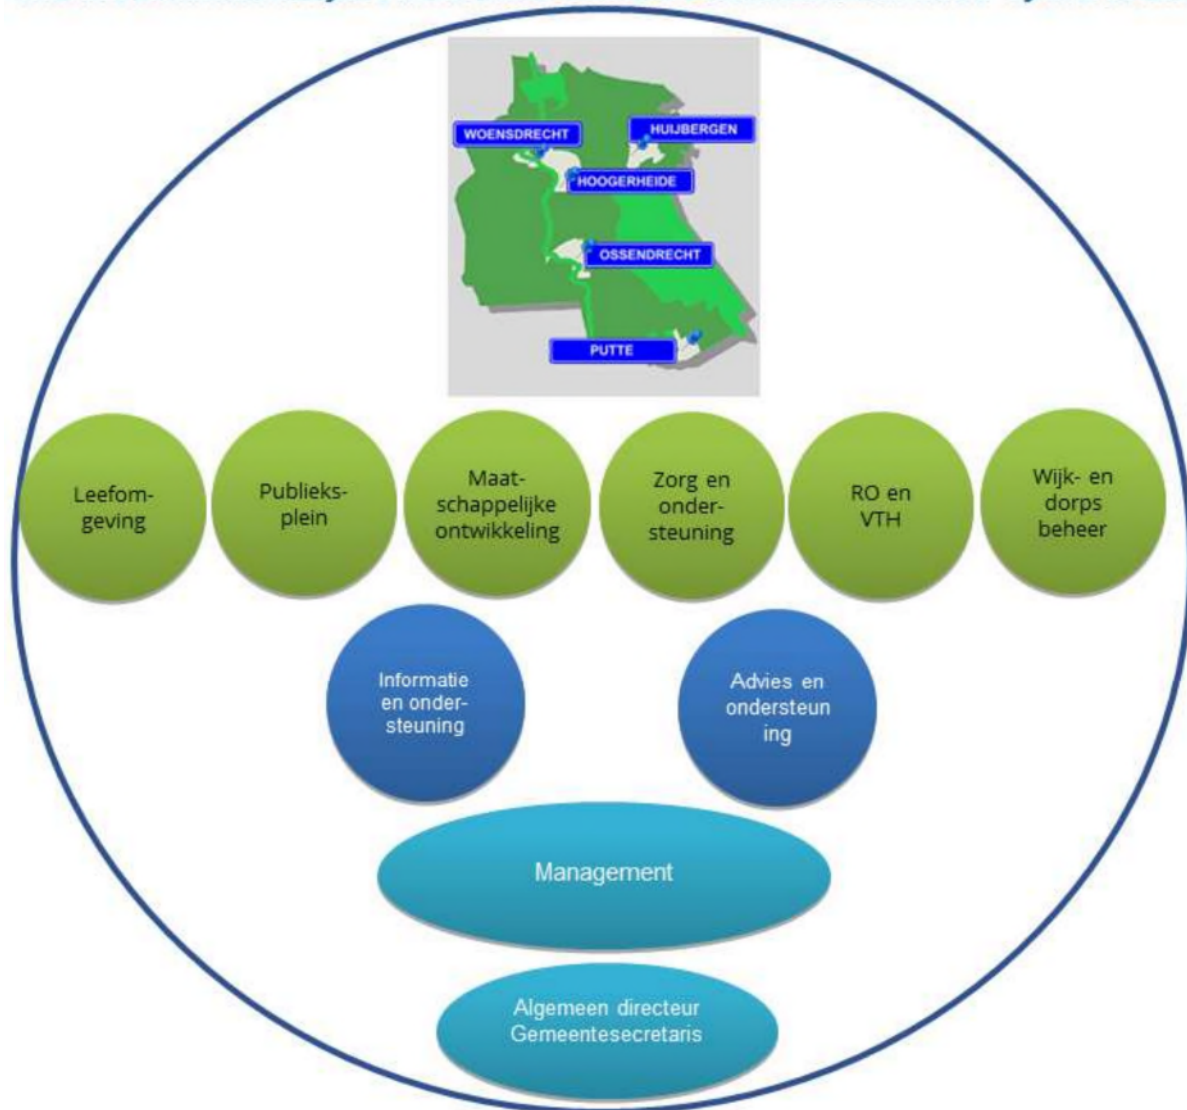 WOENSDRECHT
HUIJBERGEN
HOOGERHEIDE
OSSENDRECHT
PUTTE
Leefom-
geving
Publieks-
plein
Maat-
schappelijke
ontwikkeling
Zorg en
onder-
steuning
RO en
VTH
Wijk- en
dorps
beheer
Informatie
en onder-
steuning
Advies en
ondersteun
ing
Management
Algemeen directeur
Gemeentesecretaris